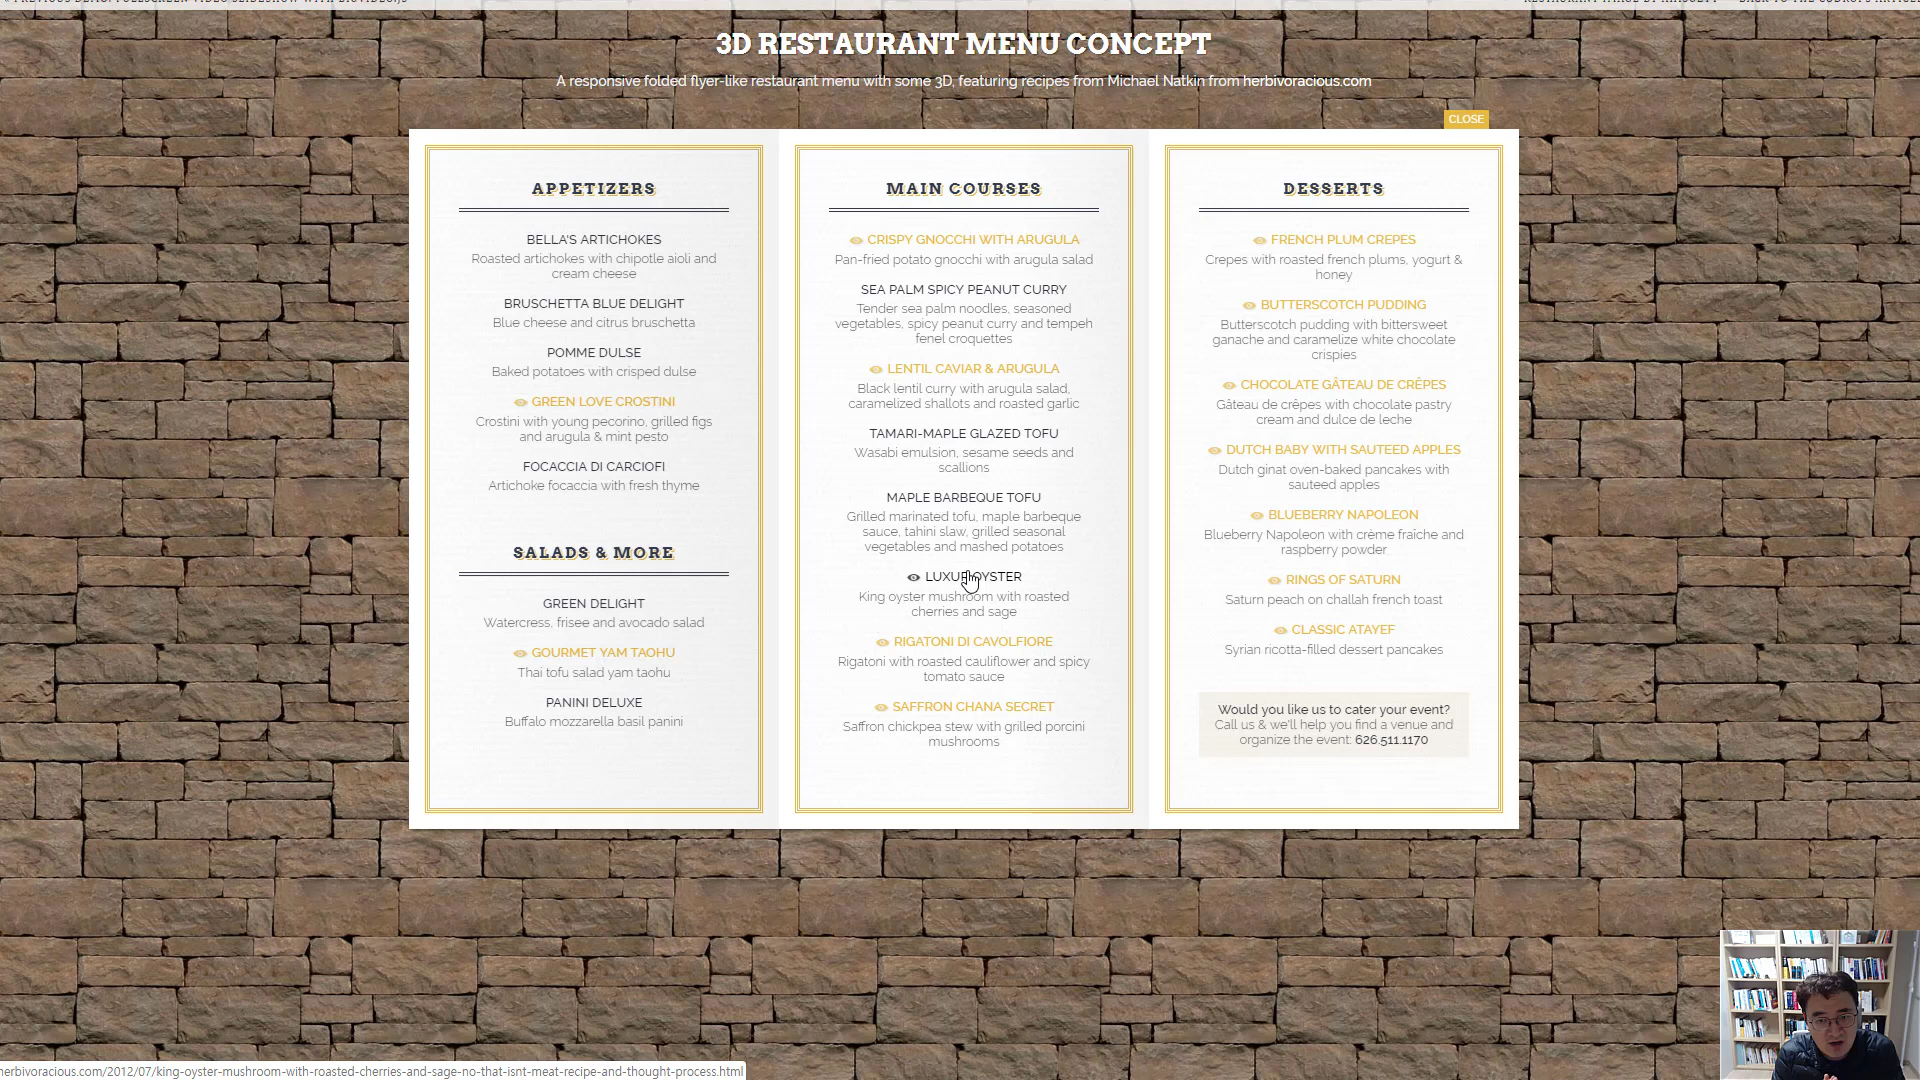 3D RESTAURANT MENU CONCEPT
A responsive folded flyer-like restaurant menu with some 3D, featuring recipes from Michael Natkin from herbivoracious.com
CLOSE
APPETIZERS
BELLA'S ARTICHOKES
Roasted artichokes with chipotle aioli and
cream cheese
BRUSCHETTA BLUE DELIGHT
Blue cheese and citrus bruschetta
POMME DULSE
Baked potatoes with crisped dulse
GREEN LOVE CROSTINI
Crostini with young pecorino, grilled figs
and arugula & mint pesto
FOCACCIA DI CARCIOFI
Artichoke focaccia with fresh thyme
SALADS & MORE
GREEN DELIGHT
Watercress, frisee and avocado salad
GOURMET YAM TAOHU
Thai tofu salad yam taohu
PANINI DELUXE
Buffalo mozzarella basil panini
MAIN COURSES
CRISPY GNOCCHI WITH ARUGULA
Pan-fried potato gnocchi with arugula salad
SEA PALM SPICY PEANUT CURRY
Tender sea palm noodles, seasoned
vegetables, spicy peanut curry and tempeh
fenel croquettes
LENTIL CAVIAR & ARUGULA
Black lentil curry with arugula salad,
caramelized shallots and roasted garlic
TAMARI-MAPLE GLAZED TOFU
Wasabi emulsion, sesame seeds and
scallions
MAPLE BARBEQUE TOFU
Grilled marinated tofu, maple barbeque
sauce, tahini slaw, grilled seasonal
vegetables and mashed potatoes
OYSTER
King oyster mushroom with roasted
cherries and sage
RIGATONI DI CAVOLFIORE
Rigatoni with roasted cauliflower and spicy
tomato sauce
SAFFRON CHANA SECRET
Saffron chickpea stew with grilled porcini
mushrooms
DESSERTS
FRENCH PLUM CREPES
Crepes with roasted french plums, yogurt &
honey
BUTTERSCOTCH PUDDING
Butterscotch pudding with bittersweet
ganache and caramelize white chocolate
crispies
CHOCOLATE GÂTEAU DE CRÊPES
Gâteau de crêpes with chocolate pastry
cream and dulce de leche
DUTCH BABY WITH SAUTEED APPLES
Dutch ginat oven-baked pancakes with
sauteed apples
BLUEBERRY NAPOLEON
Blueberry Napoleon with crème fraîche and
raspberry powder
RINGS OF SATURN
Saturn peach on challah french toast
CLASSIC ATAYEF
Syrian ricotta-filled dessert pancakes
Would you like us to cater your event?
Call us & we'll help you find a venue and
organize the event: 626.511.1170
herbivoracious.com/2012/07/king-oyster-mushroom-with-roasted-cherries-and-sage-no-that-isnt-meat-recipe-and-thought-process.html